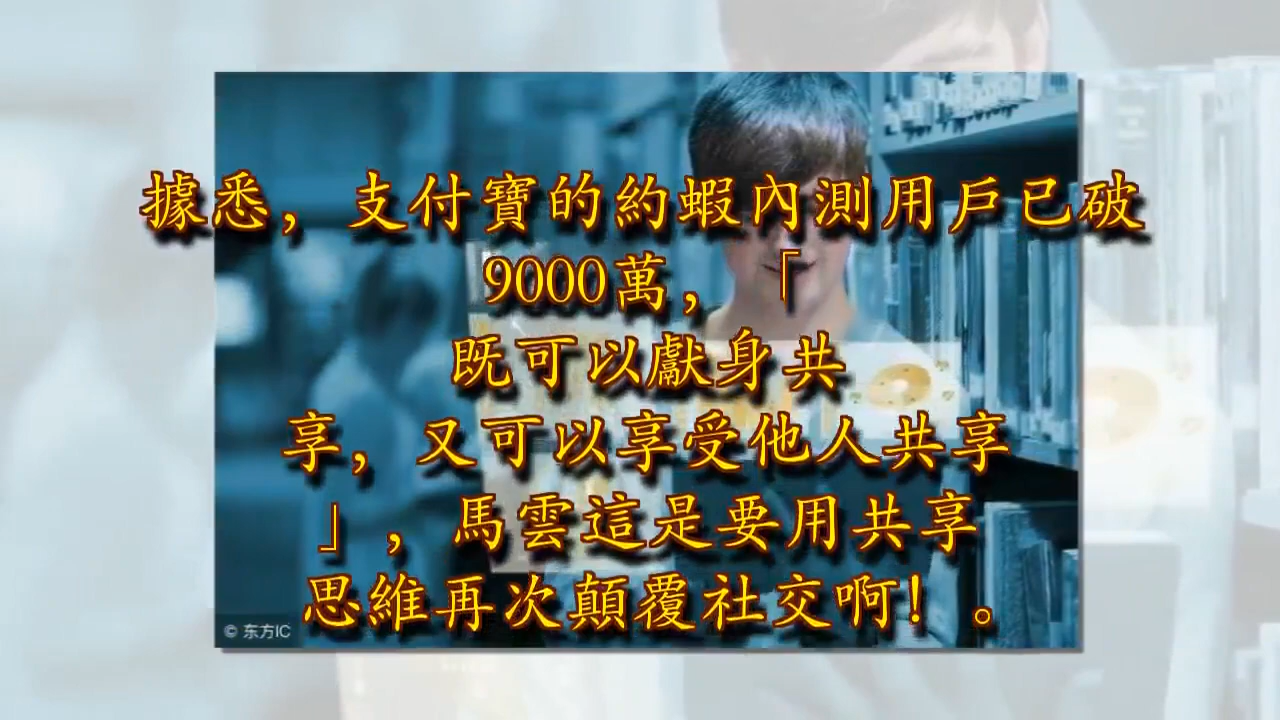 據悉，支付寶的約蝦內測用戶已破
9000萬，「
既可以獻身共
享，又可以享受他人共享
」，馬雲這是要用共享
思維再次顛覆社交啊！。
© 东方IC